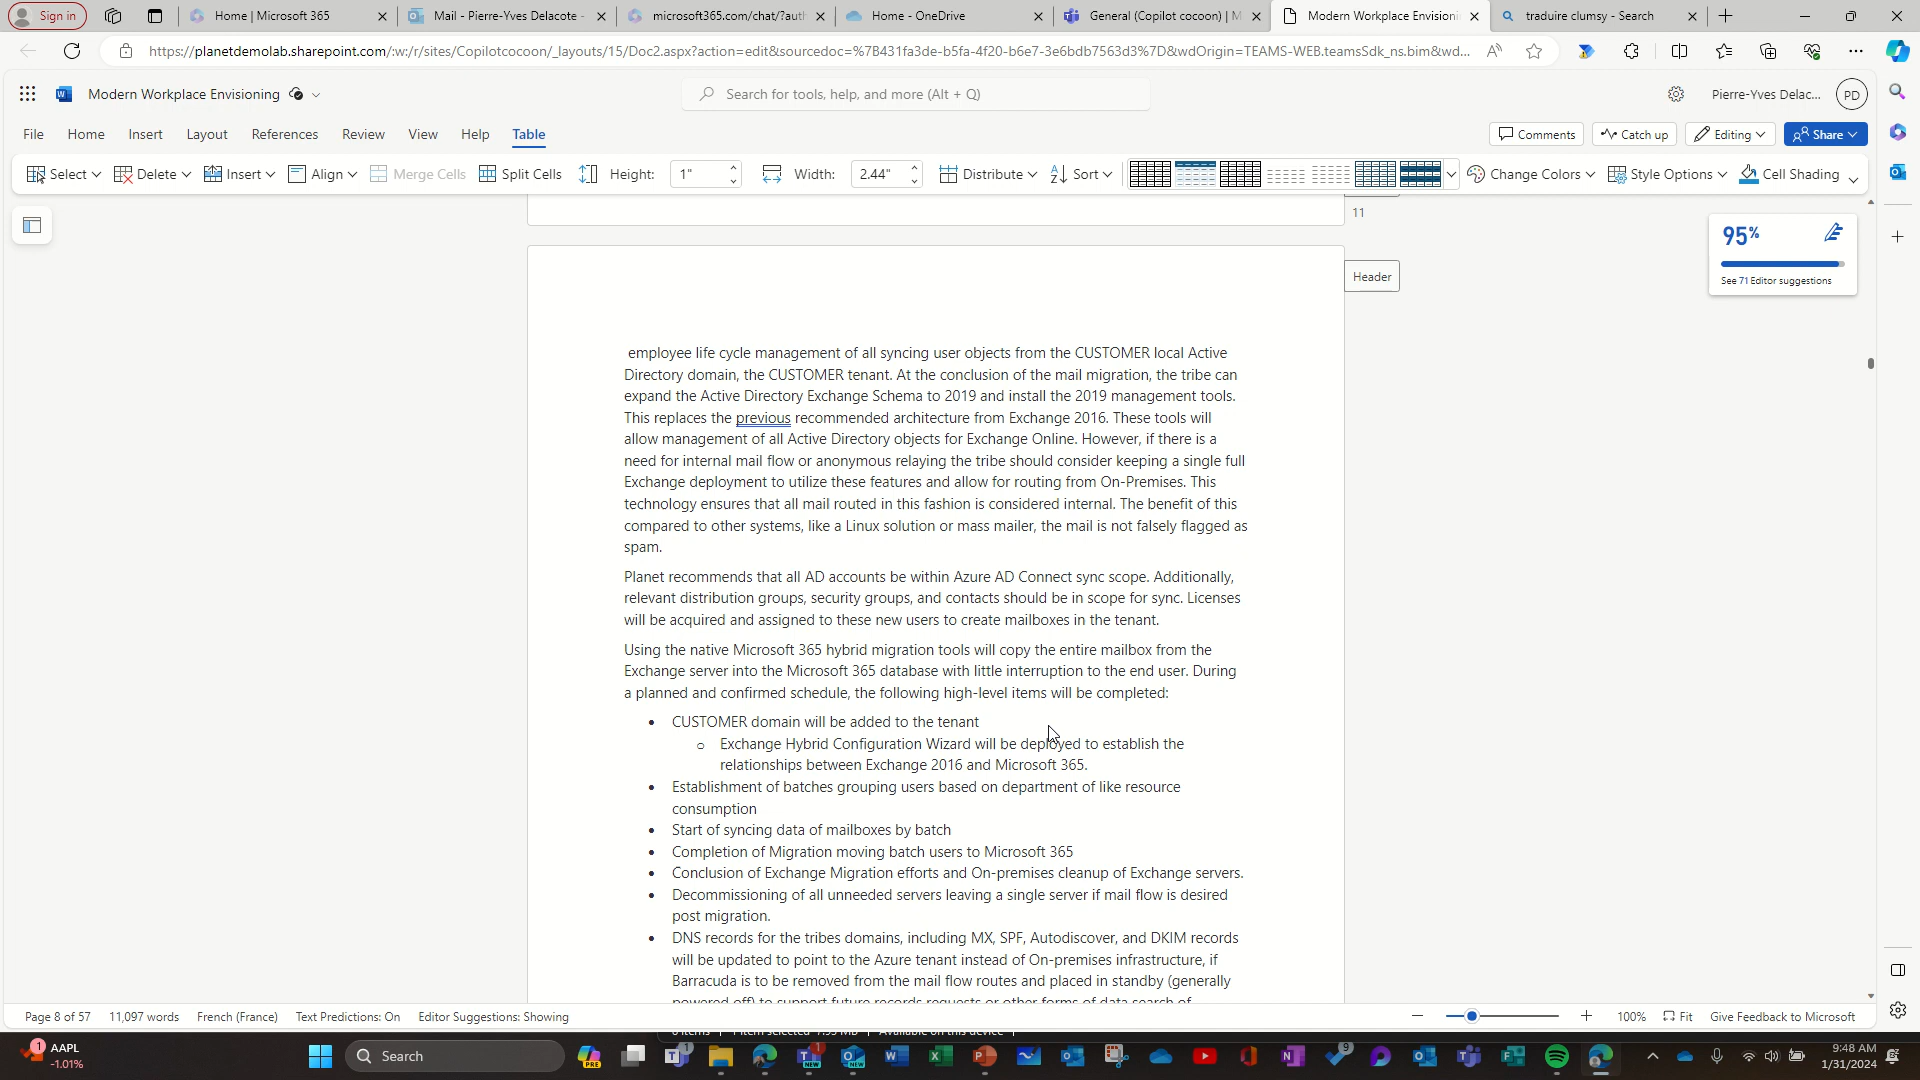 Sign in
Home | Microsoft 365
Mail - Pierre-Yves Delacote -
microsoft365.com/chat/?auth
Home - OneDrive
General (Copilot cocoon) | M
Modern Workplace Envisionin
traduire clumsy - Search
https://planetdemolab.sharepoint.com/:w:/r/sites/Copilotcocoon/_layouts/15/Doc2.aspx?action=edit&sourcedoc=%7B431fa3de-b5fa-4f20-b6e7-3e6bdb7563d3%7D&wdOrigin=TEAMS-WEB.teamsSdk_ns.bim&wd...
Modern Workplace Envisioning
Search for tools, help, and more (Alt + Q)
Pierre-Yves Delac...
PD
File Home Insert Layout References Review View Help Table
Comments Catch up Editing Share
Select Delete Insert Align Merge Cells Split Cells Height: 1" Width: 2.44" Distribute Sort Change Colors Style Options Cell Shading
11
95%
See 71 Editor suggestions
Header
employee life cycle management of all syncing user objects from the CUSTOMER local Active
Directory domain, the CUSTOMER tenant. At the conclusion of the mail migration, the tribe can
expand the Active Directory Exchange Schema to 2019 and install the 2019 management tools.
This replaces the previous recommended architecture from Exchange 2016. These tools will
allow management of all Active Directory objects for Exchange Online. However, if there is a
need for internal mail flow or anonymous relaying the tribe should consider keeping a single full
Exchange deployment to utilize these features and allow for routing from On-Premises. This
technology ensures that all mail routed in this fashion is considered internal. The benefit of this
compared to other systems, like a Linux solution or mass mailer, the mail is not falsely flagged as
spam.
Planet recommends that all AD accounts be within Azure AD Connect sync scope. Additionally,
relevant distribution groups, security groups, and contacts should be in scope for sync. Licenses
will be acquired and assigned to these new users to create mailboxes in the tenant.
Using the native Microsoft 365 hybrid migration tools will copy the entire mailbox from the
Exchange server into the Microsoft 365 database with little interruption to the end user. During
a planned and confirmed schedule, the following high-level items will be completed:
• CUSTOMER domain will be added to the tenant
o Exchange Hybrid Configuration Wizard will be deployed to establish the
relationships between Exchange 2016 and Microsoft 365.
• Establishment of batches grouping users based on department of like resource
consumption
• Start of syncing data of mailboxes by batch
• Completion of Migration moving batch users to Microsoft 365
• Conclusion of Exchange Migration efforts and On-premises cleanup of Exchange servers.
• Decommissioning of all unneeded servers leaving a single server if mail flow is desired
post migration.
• DNS records for the tribes domains, including MX, SPF, Autodiscover, and DKIM records
will be updated to point to the Azure tenant instead of On-premises infrastructure, if
Barracuda is to be removed from the mail flow routes and placed in standby (generally
powered off) to support future records requests or other forms of data search of
Page 8 of 57 11,097 words French (France) Text Predictions: On Editor Suggestions: Showing
100% Fit Give Feedback to Microsoft
AAPL
-1.01%
Search
9:48 AM
1/31/2024